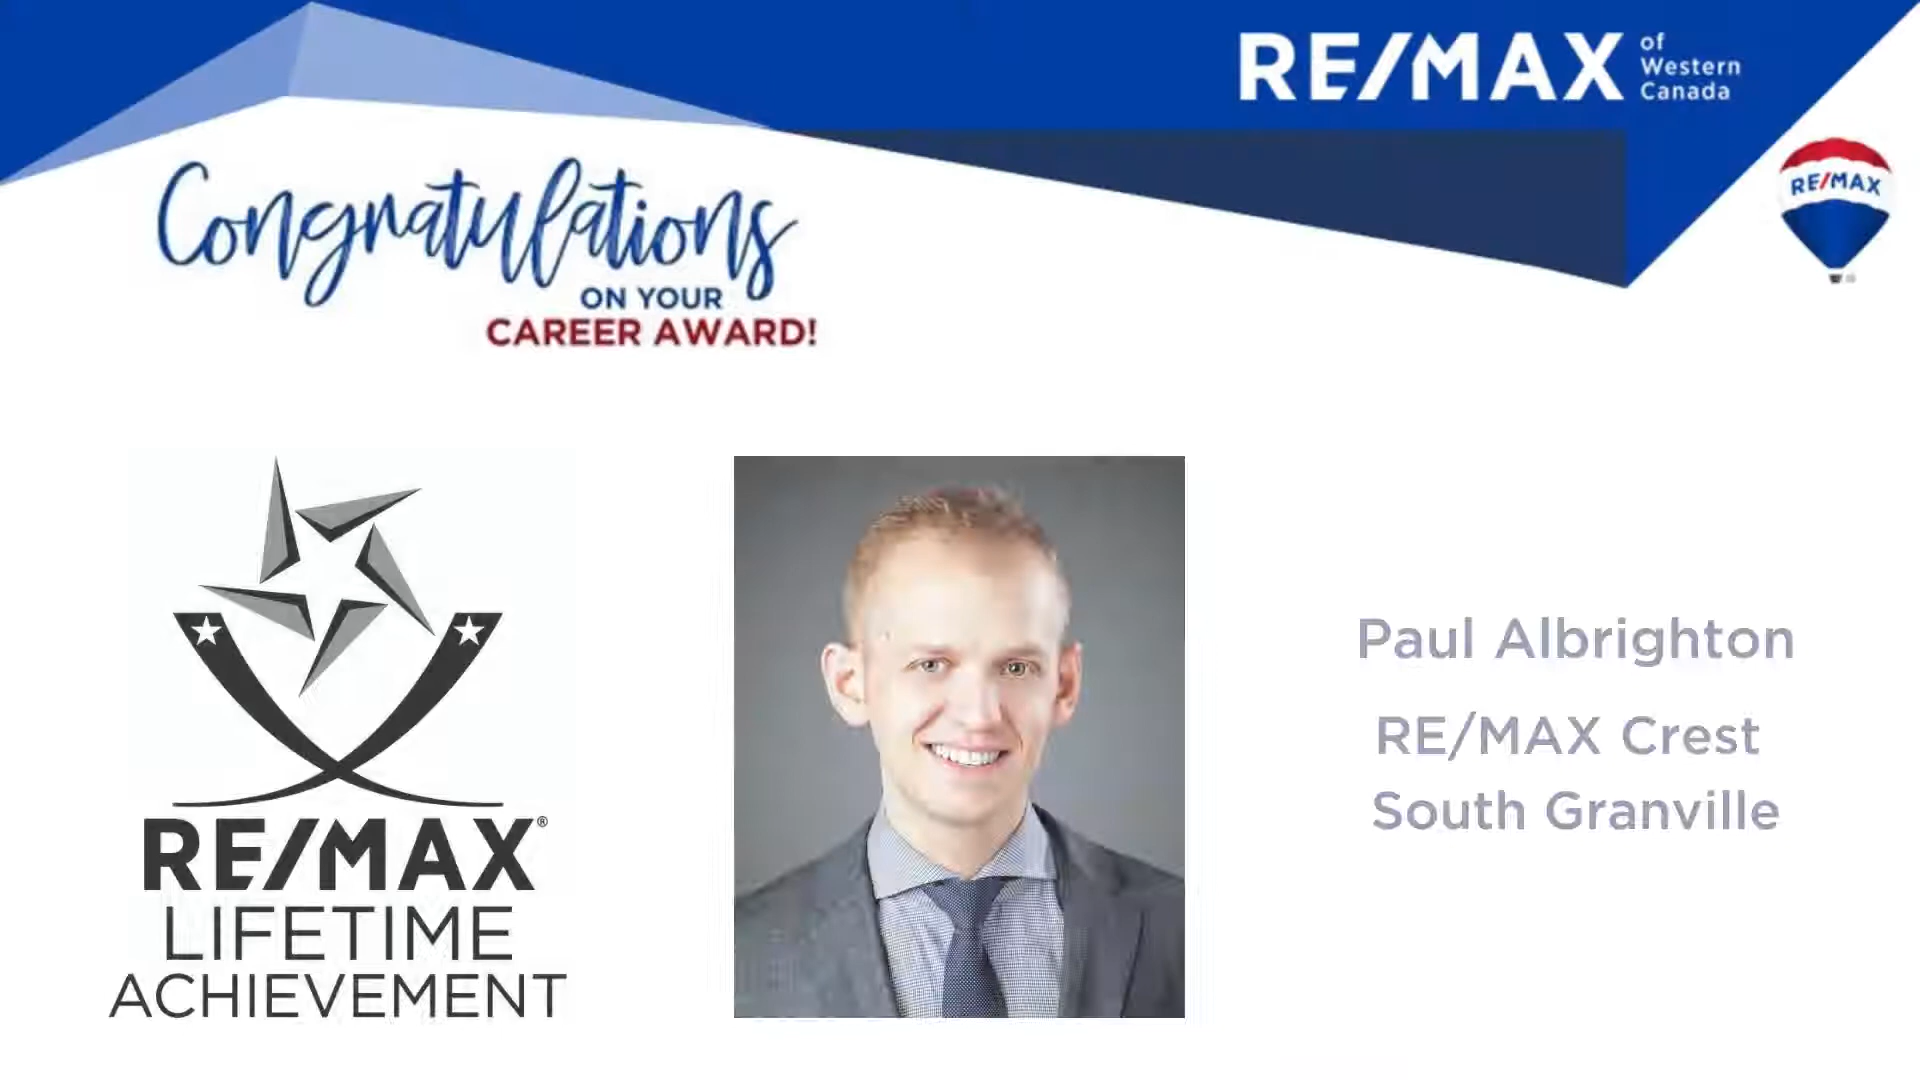 RE/MAX of
Western
Canada
RE/MAX
Congratulations
ON YOUR
CAREER AWARD!
RE/MAX®
LIFETIME
ACHIEVEMENT
Paul Albrighton
RE/MAX Crest
South Granville